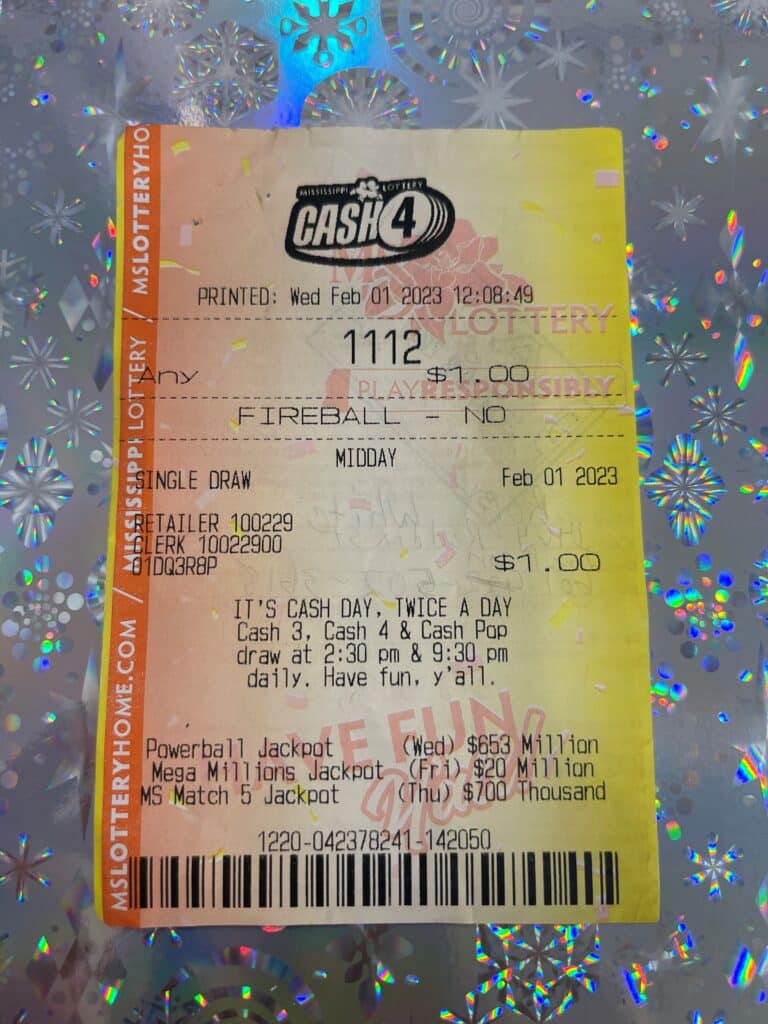 MISSISSIPPI LOTTERY
CASH 4
PRINTED: Wed Feb 01 2023 12:08:49
LOTTERY
1112
Any $1.00
PLAYRESPONSIBLY
FIREBALL - NO
MIDDAY
SINGLE DRAW Feb 01 2023
RETAILER 100229
CLERK 10022900
01DQ3R8P $1.00
IT'S CASH DAY, TWICE A DAY
Cash 3, Cash 4 & Cash Pop
draw at 2:30 pm & 9:30 pm
daily. Have fun, y'all.
HAVE FUN
Y'all!
Powerball Jackpot (Wed) $653 Million
Mega Millions Jackpot (Fri) $20 Million
MS Match 5 Jackpot (Thu) $700 Thousand
1220-042378241-142050
MSLOTTERYHOME.COM / MISSISSIPPI LOTTERY / MSLOTTERYHO